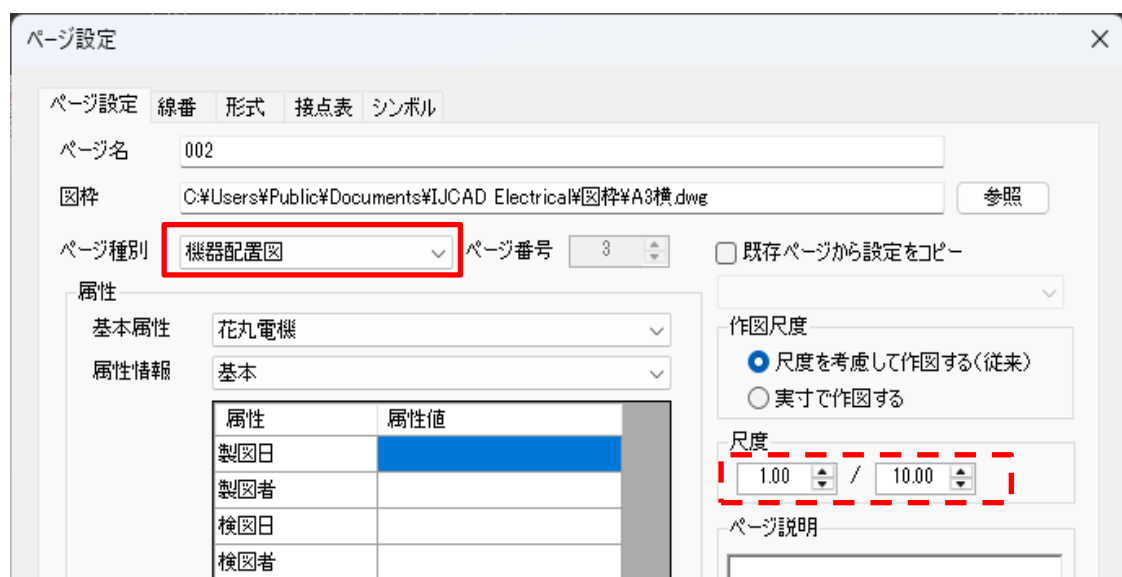 ページ設定
ページ設定 線番 形式 接点表 シンボル
ページ名 002
図枠 C:¥Users¥Public¥Documents¥IJCAD Electrical¥図枠¥A3横.dwg 参照
ページ種別 機器配置図 ページ番号 3 既存ページから設定をコピー
属性
基本属性 花丸電機
属性情報 基本
属性 属性値
製図日
製図者
検図日
検図者
作図尺度
尺度を考慮して作図する(従来)
実寸で作図する
尺度
1.00 / 10.00
ページ説明